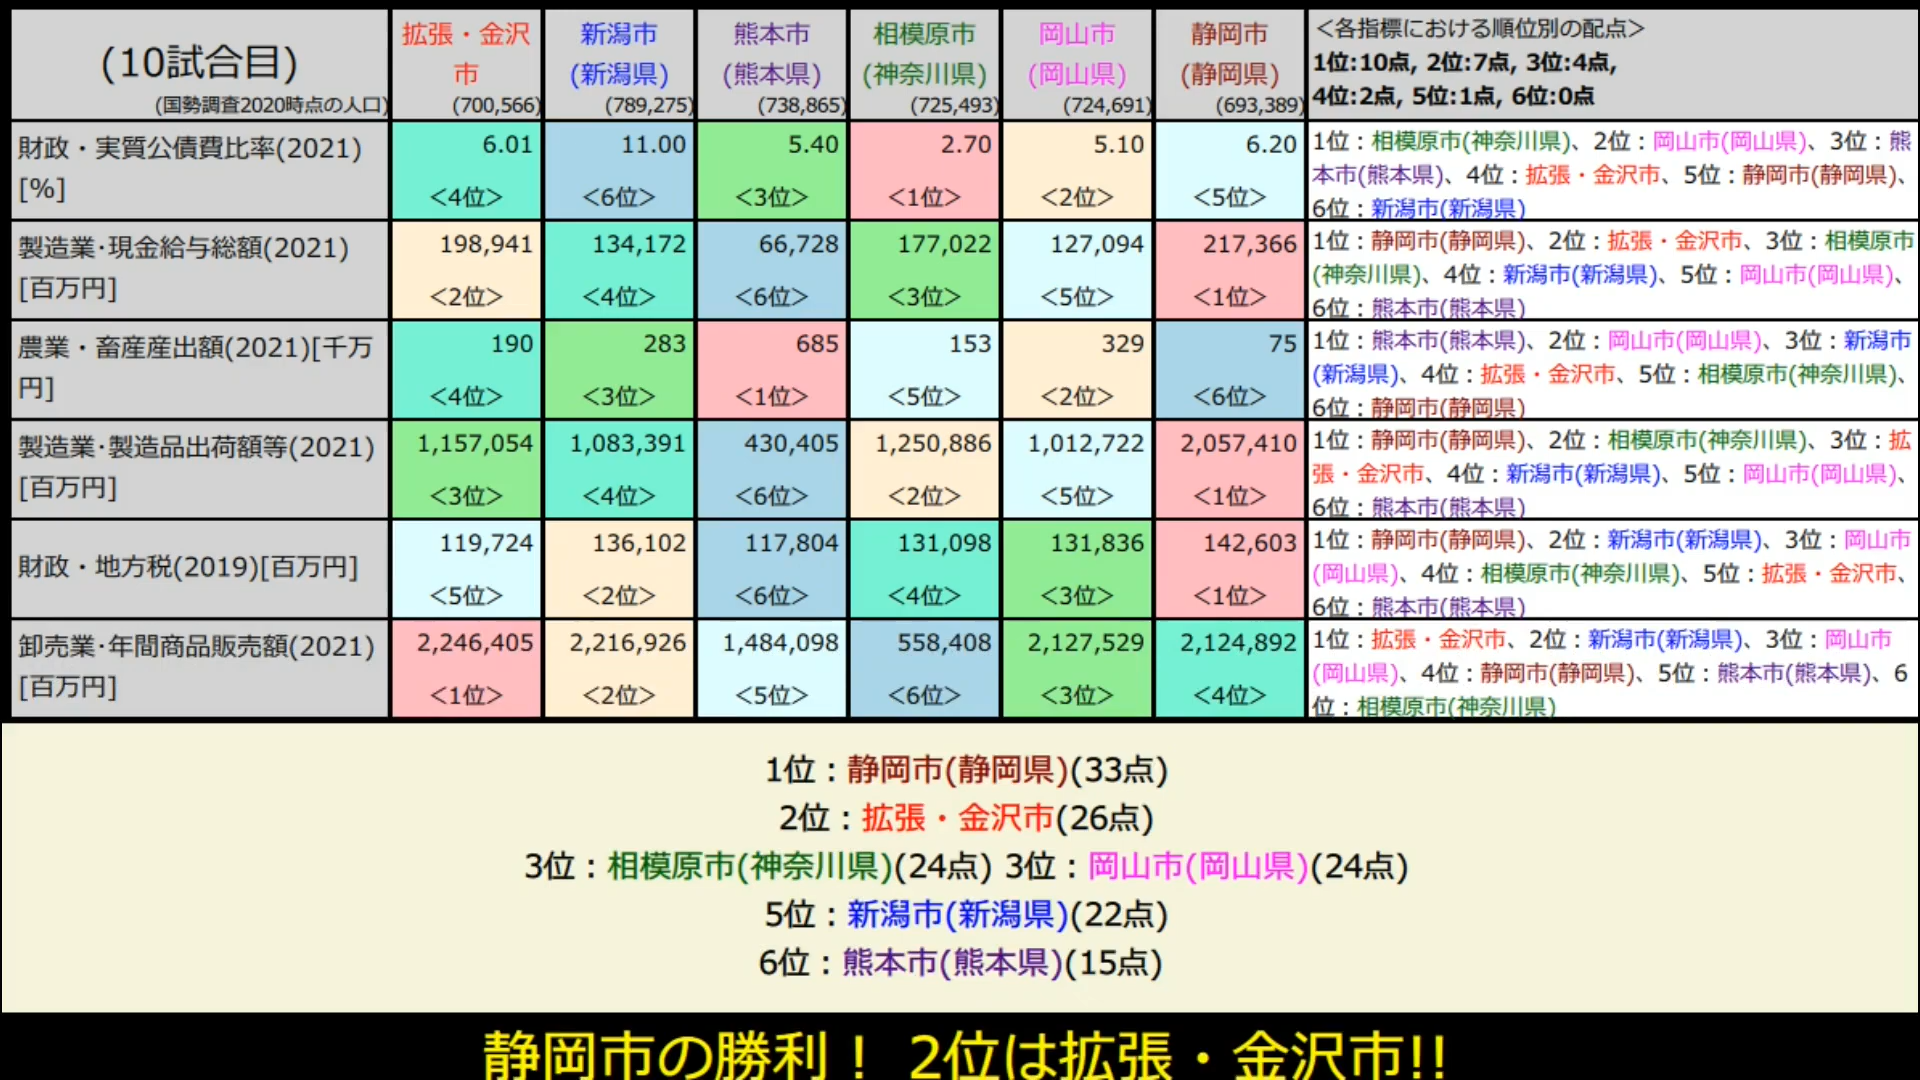 (10試合目)
(国勢調査2020時点の人口)
拡張・金沢
市
(700,566)
新潟市
(新潟県)
(789,275)
熊本市
(熊本県)
(738,865)
相模原市
(神奈川県)
(725,493)
岡山市
(岡山県)
(724,691)
静岡市
(静岡県)
(693,389)
＜各指標における順位別の配点＞
1位:10点, 2位:7点, 3位:4点,
4位:2点, 5位:1点, 6位:0点
財政・実質公債費比率(2021)
[%]
6.01
<4位>
11.00
<6位>
5.40
<3位>
2.70
<1位>
5.10
<2位>
6.20
<5位>
1位：相模原市(神奈川県)、2位：岡山市(岡山県)、3位：熊
本市(熊本県)、4位：拡張・金沢市、5位：静岡市(静岡県)、
6位：新潟市(新潟県)
製造業･現金給与総額(2021)
[百万円]
198,941
<2位>
134,172
<4位>
66,728
<6位>
177,022
<3位>
127,094
<5位>
217,366
<1位>
1位：静岡市(静岡県)、2位：拡張・金沢市、3位：相模原市
(神奈川県)、4位：新潟市(新潟県)、5位：岡山市(岡山県)、
6位：熊本市(熊本県)
農業・畜産産出額(2021)[千万
円]
190
<4位>
283
<3位>
685
<1位>
153
<5位>
329
<2位>
75
<6位>
1位：熊本市(熊本県)、2位：岡山市(岡山県)、3位：新潟市
(新潟県)、4位：拡張・金沢市、5位：相模原市(神奈川県)、
6位：静岡市(静岡県)
製造業･製造品出荷額等(2021)
[百万円]
1,157,054
<3位>
1,083,391
<4位>
430,405
<6位>
1,250,886
<2位>
1,012,722
<5位>
2,057,410
<1位>
1位：静岡市(静岡県)、2位：相模原市(神奈川県)、3位：拡
張・金沢市、4位：新潟市(新潟県)、5位：岡山市(岡山県)、
6位：熊本市(熊本県)
財政・地方税(2019)[百万円]
119,724
<5位>
136,102
<2位>
117,804
<6位>
131,098
<4位>
131,836
<3位>
142,603
<1位>
1位：静岡市(静岡県)、2位：新潟市(新潟県)、3位：岡山市
(岡山県)、4位：相模原市(神奈川県)、5位：拡張・金沢市、
6位：熊本市(熊本県)
卸売業･年間商品販売額(2021)
[百万円]
2,246,405
<1位>
2,216,926
<2位>
1,484,098
<5位>
558,408
<6位>
2,127,529
<3位>
2,124,892
<4位>
1位：拡張・金沢市、2位：新潟市(新潟県)、3位：岡山市
(岡山県)、4位：静岡市(静岡県)、5位：熊本市(熊本県)、6
位：相模原市(神奈川県)
1位：静岡市(静岡県)(33点)
2位：拡張・金沢市(26点)
3位：相模原市(神奈川県)(24点) 3位：岡山市(岡山県)(24点)
5位：新潟市(新潟県)(22点)
6位：熊本市(熊本県)(15点)
静岡市の勝利！ 2位は拡張・金沢市!!